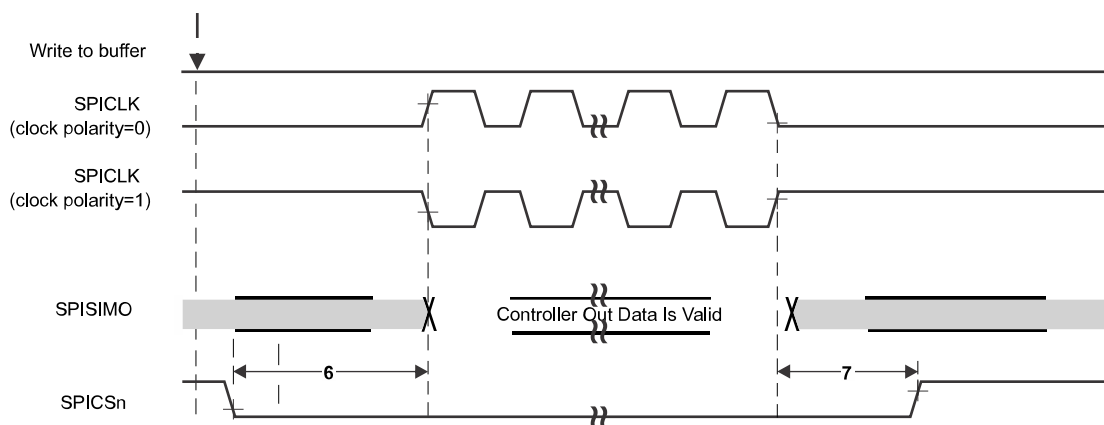 Write to buffer
SPICLK
(clock polarity=0)
SPICLK
(clock polarity=1)
SPISIMO
Controller Out Data Is Valid
6
7
SPICSn